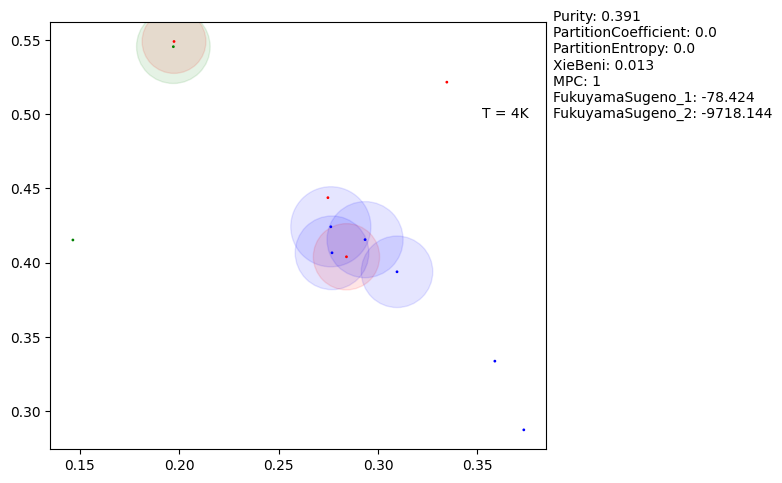 Purity: 0.391
PartitionCoefficient: 0.0
PartitionEntropy: 0.0
XieBeni: 0.013
MPC: 1
FukuyamaSugeno_1: -78.424
FukuyamaSugeno_2: -9718.144
T = 4K
0.55
0.50
0.45
0.40
0.35
0.30
0.15 0.20 0.25 0.30 0.35